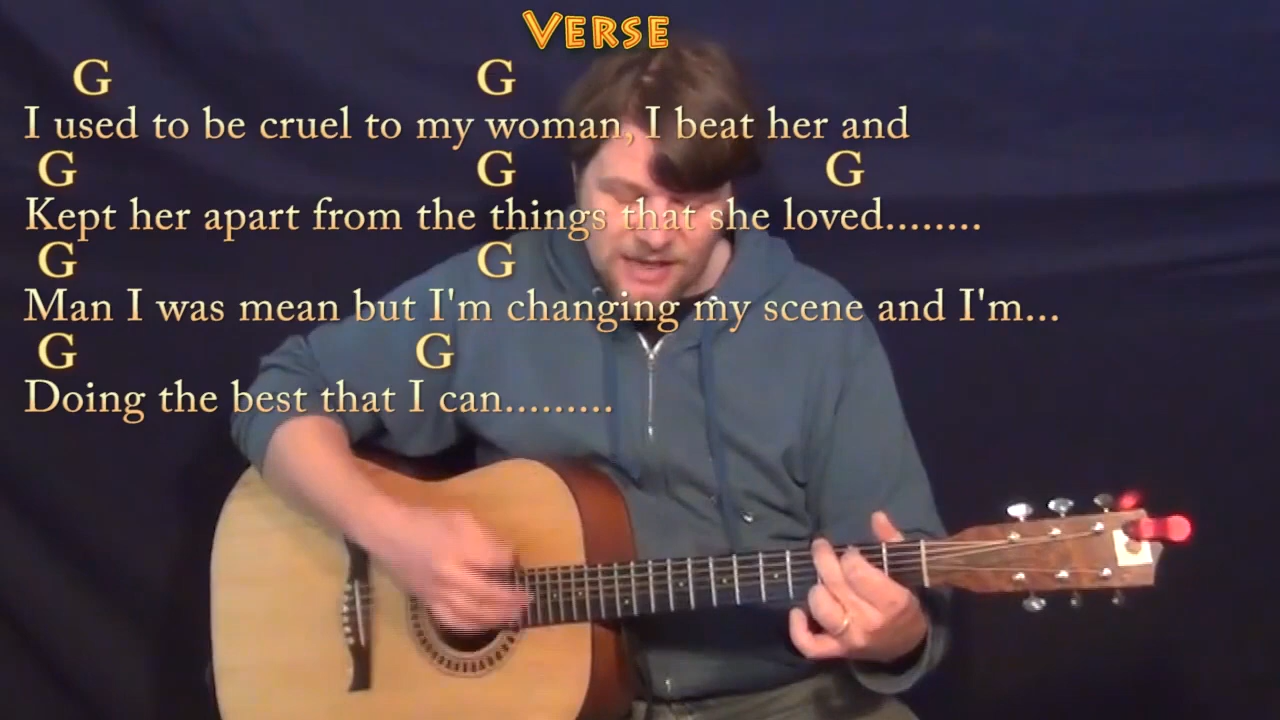 VERSE
G G
I used to be cruel to my woman, I beat her and
G G G
Kept her apart from the things that she loved........
G G
Man I was mean but I'm changing my scene and I'm...
G G
Doing the best that I can.........